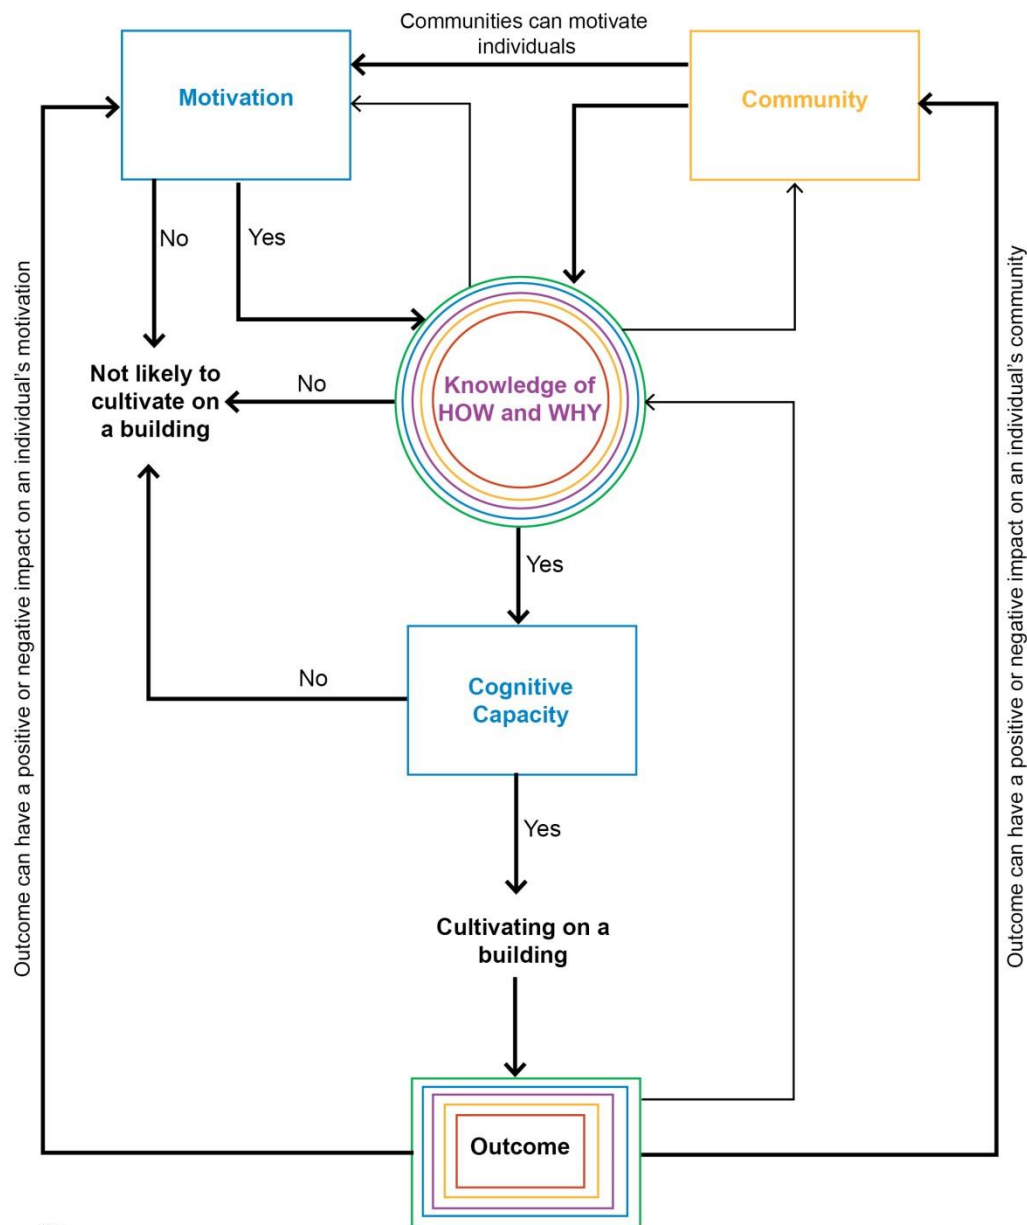 Communities can motivate
individuals
Motivation
Community
No
Yes
Not likely to
cultivate on
a building
No
Knowledge of
HOW and WHY
Yes
No
Cognitive
Capacity
Yes
Cultivating on a
building
Outcome
Outcome can have a positive or negative impact on an individual's motivation
Outcome can have a positive or negative impact on an individual's community